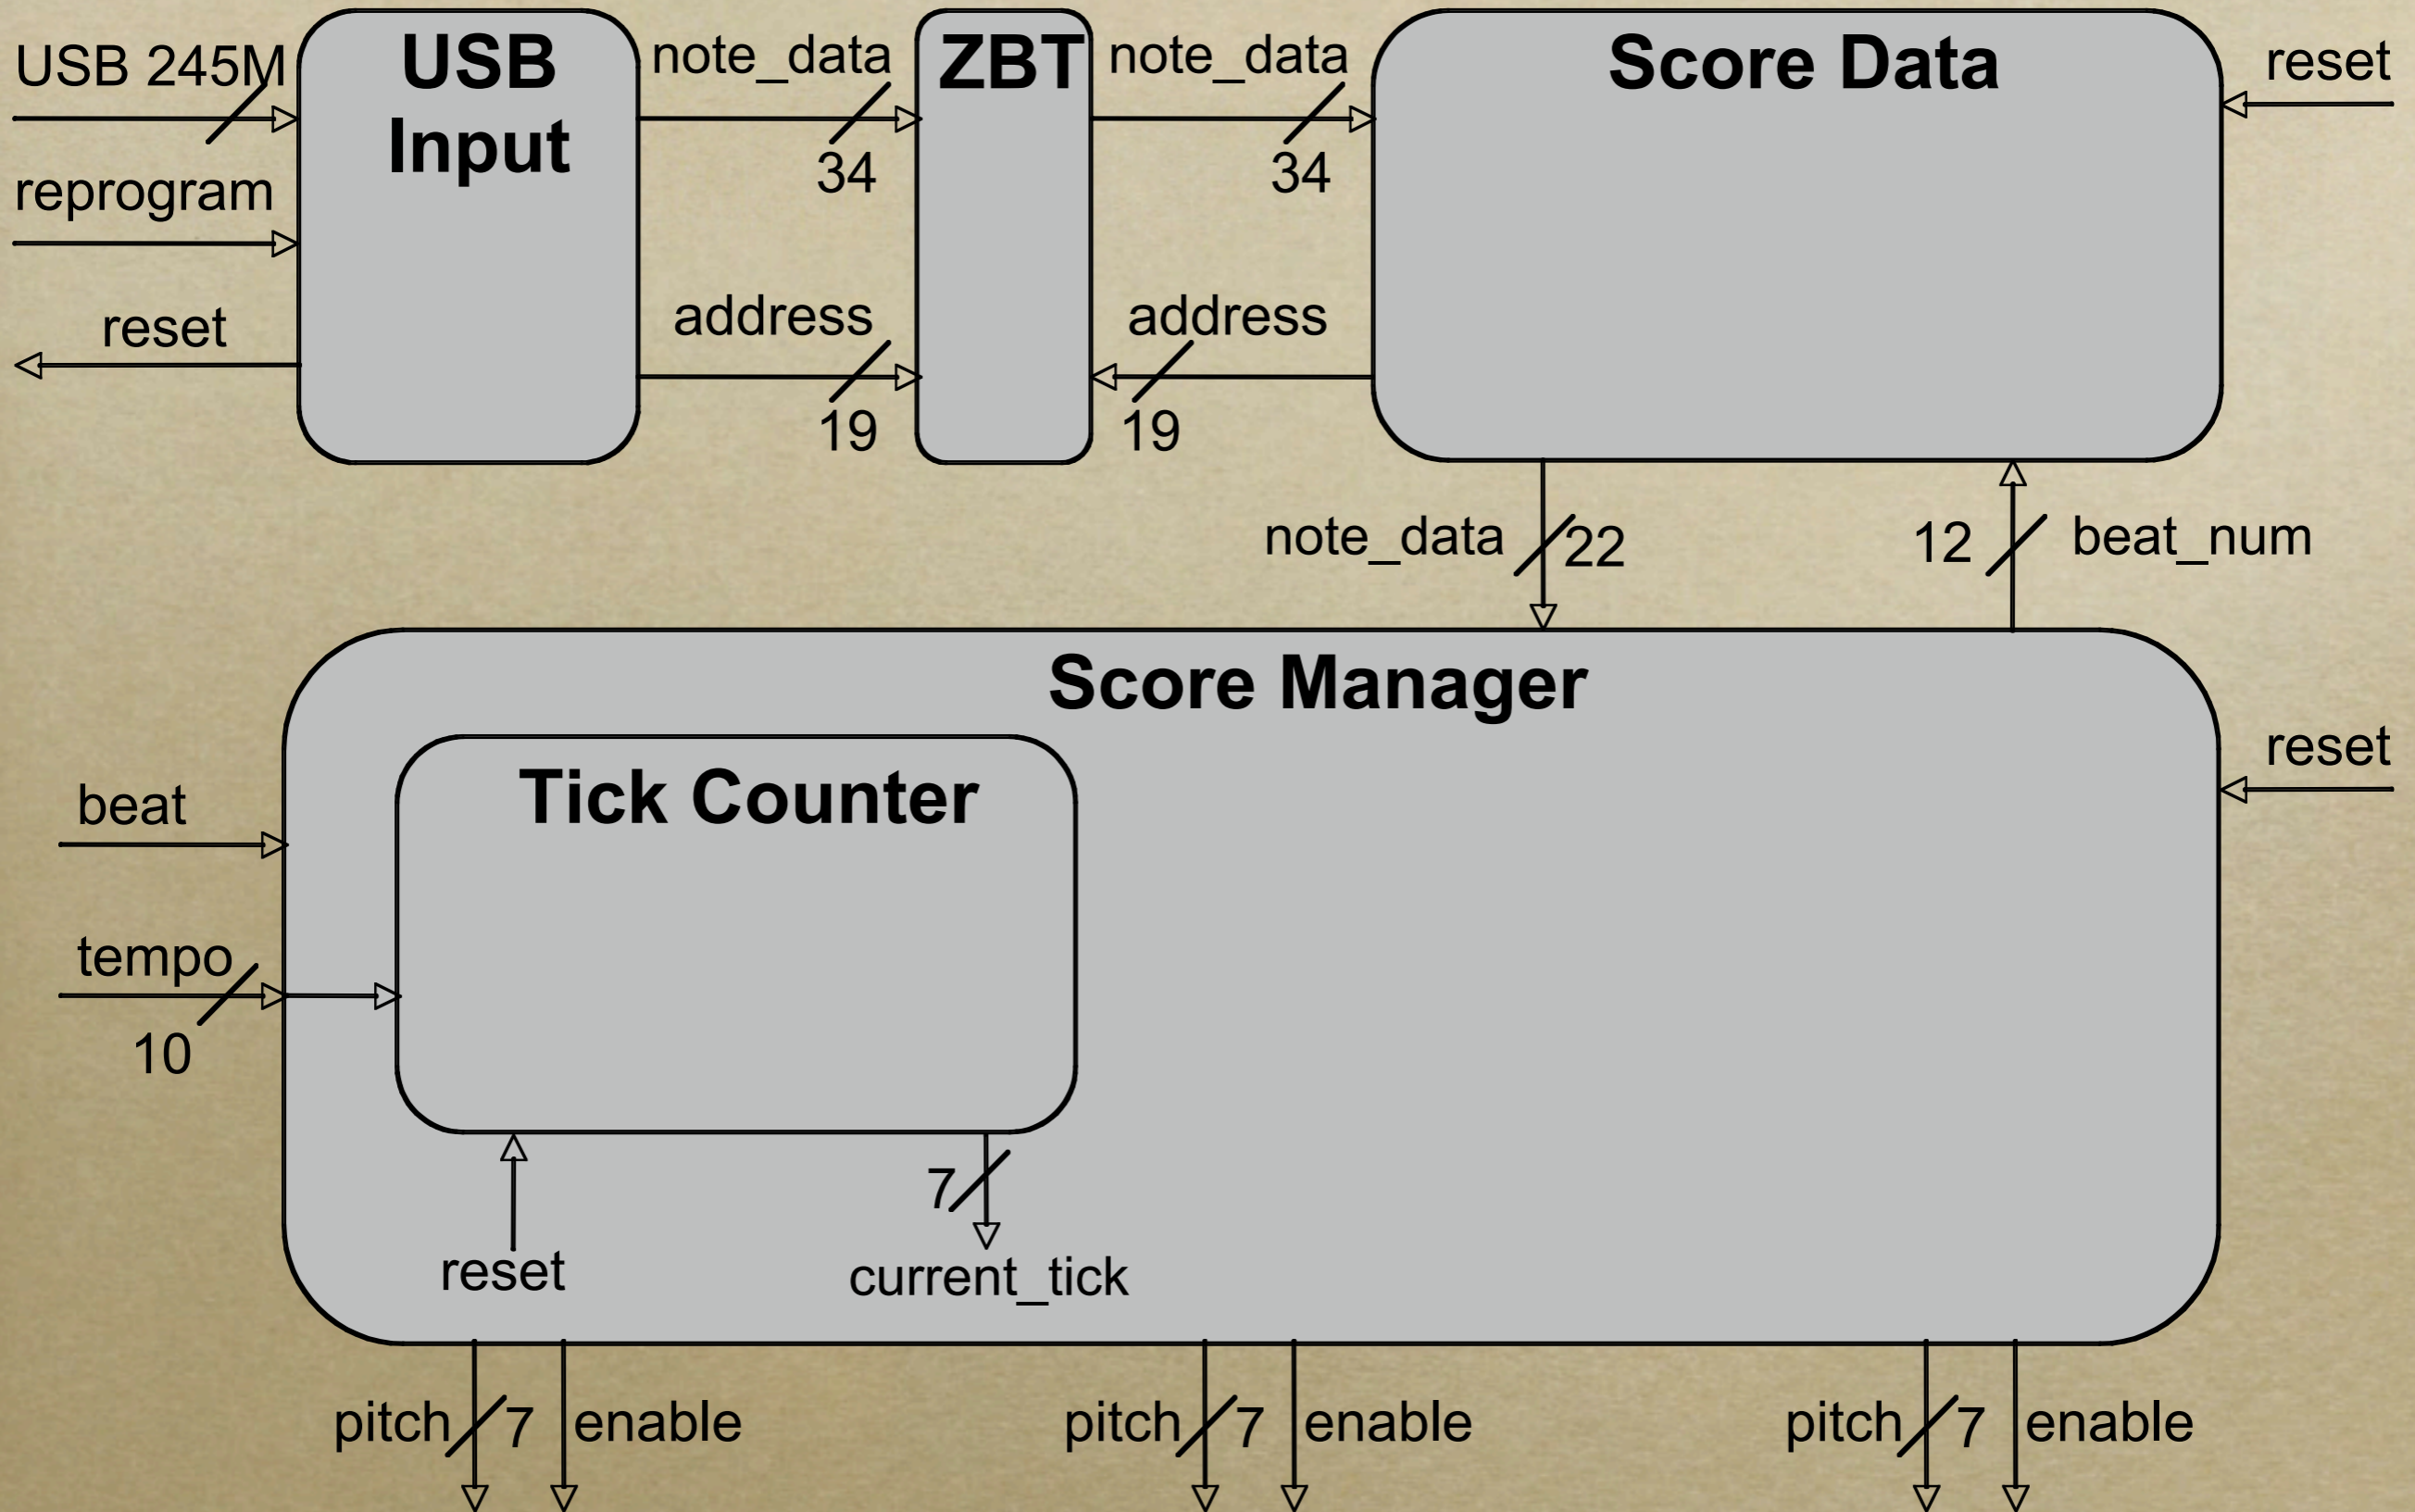 USB 245M
USB
Input
note_data
ZBT
note_data
Score Data
reset
34
34
reprogram
reset
address
address
19
19
note_data
22
12
beat_num
Score Manager
reset
Tick Counter
beat
tempo
10
7
reset
current_tick
pitch
7
enable
pitch
7
enable
pitch
7
enable